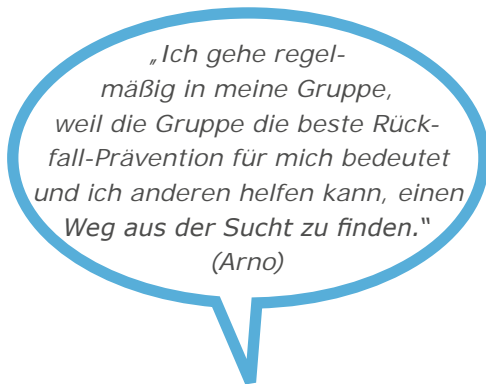 „Ich gehe regel-
mäßig in meine Gruppe,
weil die Gruppe die beste Rück-
fall-Prävention für mich bedeutet
und ich anderen helfen kann, einen
Weg aus der Sucht zu finden.“
(Arno)